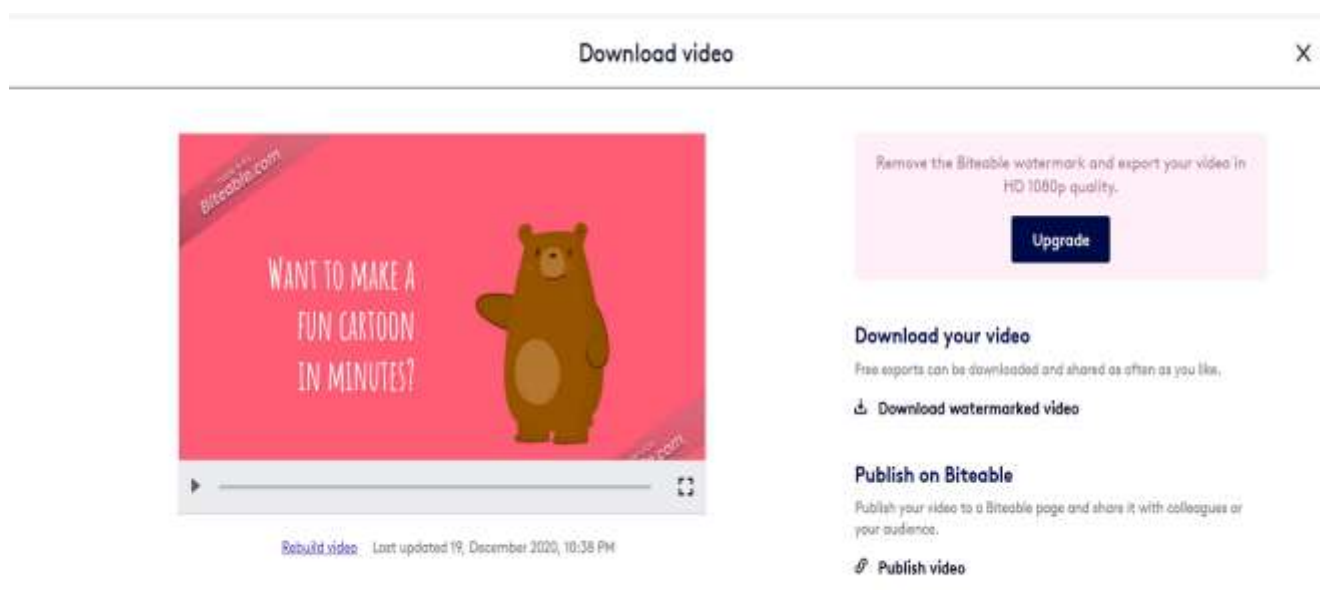 Download video
X
Biteable.com
WANT TO MAKE A
FUN CARTOON
IN MINUTES?
.com
Rebuild video Last updated 19, December 2020, 10:38 PM
Remove the Biteable watermark and export your video in
HD 1080p quality.
Upgrade
Download your video
Free exports can be downloaded and shared as often as you like.
Download watermarked video
Publish on Biteable
Publish your video to a Biteable page and share it with colleagues or
your audience.
Publish video